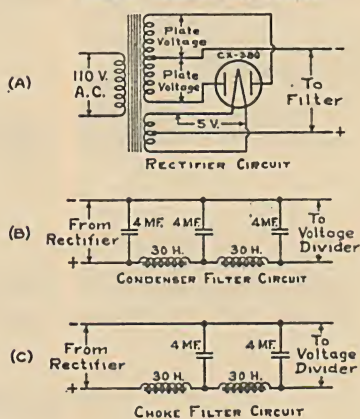 (A)
110 V.
A.C.
Plate
Voltage
Plate
Voltage
CX-380
5 V.
-
To
Filter
+
RECTIFIER CIRCUIT
(B)
-
From
Rectifier
+
4 MF. 4 MF. 4 MF.
30 H. 30 H.
-
To
Voltage
Divider
+
CONDENSER FILTER CIRCUIT
(C)
-
From
Rectifier
+
4 MF. 4 MF.
30 H. 30 H.
-
To
Voltage
Divider
+
CHOKE FILTER CIRCUIT